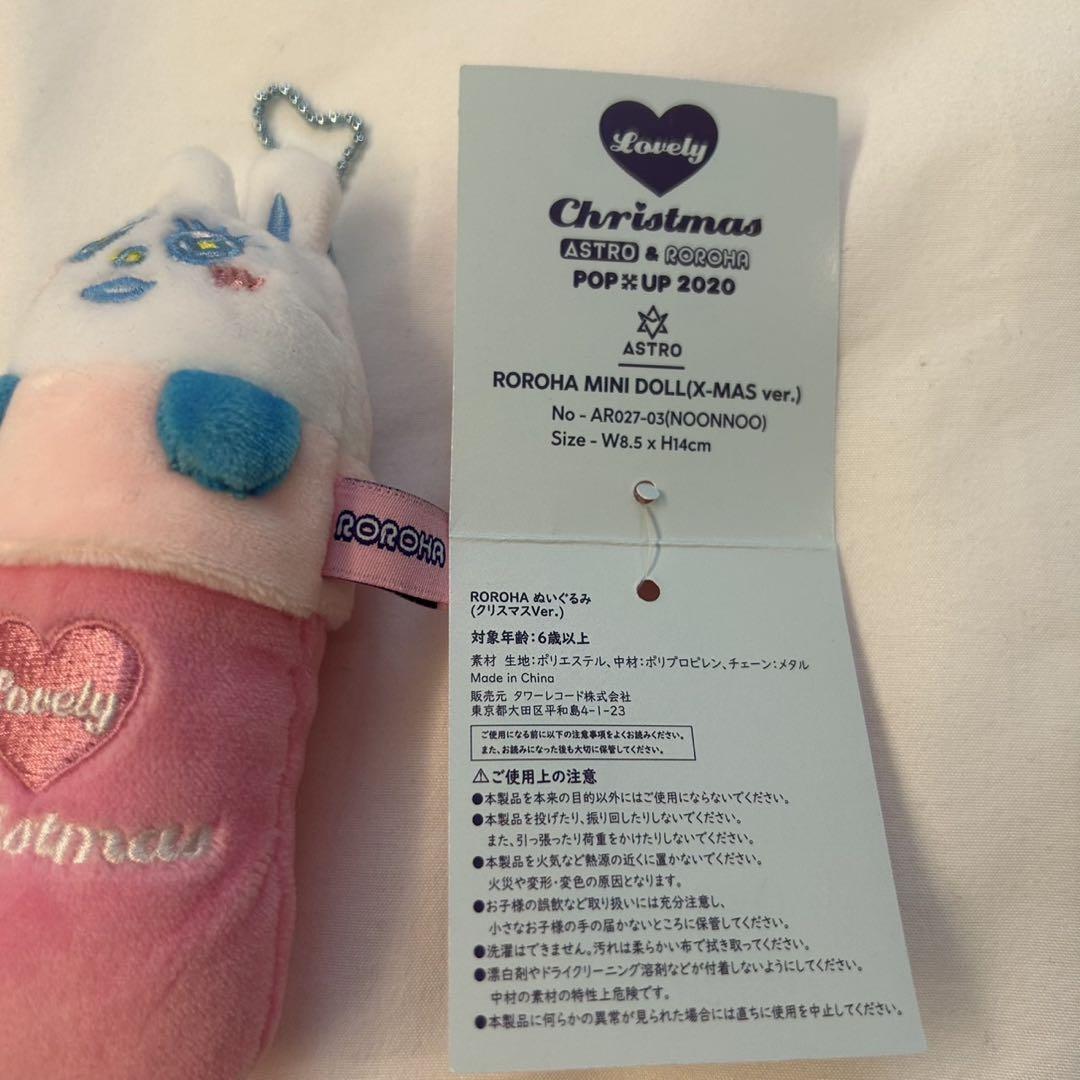 Lovely
Christmas
ASTRO & ROROHA
POP UP 2020
ASTRO
ROROHA MINI DOLL(X-MAS ver.)
No - AR027-03(NOONNOO)
Size - W8.5 x H14cm
ROROHA ぬいぐるみ
(クリスマスVer.)
対象年齢:6歳以上
素材 生地:ポリエステル、中材:ポリプロピレン、チェーン:メタル
Made in China
販売元 タワーレコード株式会社
東京都大田区平和島4-1-23
ご使用になる前に以下の注意事項をよくお読みください。
また、お読みになった後も大切に保管してください。
⚠ご使用上の注意
●本製品を本来の目的以外にはご使用にならないでください。
●本製品を投げたり、振り回したりしないでください。
また、引っ張ったり荷重をかけたりしないでください。
●本製品を火気など熱源の近くに置かないでください。
火災や変形・変色の原因となります。
●お子様の誤飲など取り扱いには充分注意し、
小さなお子様の手の届かないところに保管してください。
●洗濯はできません。汚れは柔らかい布で拭き取ってください。
●漂白剤やドライクリーニング溶剤などが付着しないようにしてください。
中材の素材の特性上危険です。
●本製品に何らかの異常が見られた場合には直ちに使用を中止してください。
ROROHA
Lovely
istmas